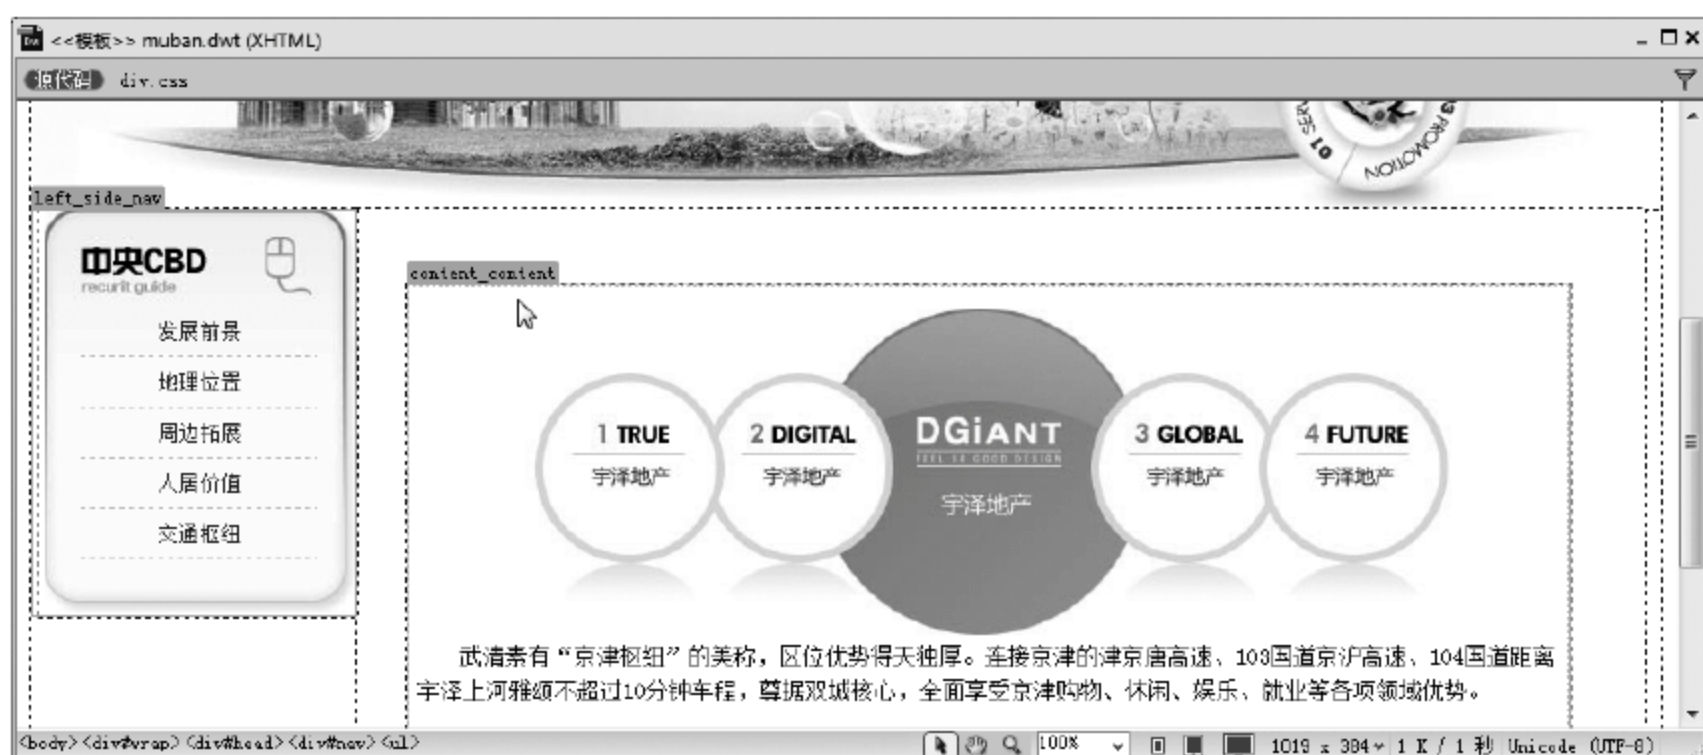 <<模板>> muban.dwt (XHTML)
源代码 div.css
01 SER
3 PROMOTION
left_side_nav
中央CBD
recurit guide
发展前景
地理位置
周边拓展
人居价值
交通枢纽
content_content
1 TRUE
宇泽地产
2 DIGITAL
宇泽地产
DGiANT
FEEL SO GOOD DESIGN
宇泽地产
3 GLOBAL
宇泽地产
4 FUTURE
宇泽地产
武清素有“京津枢纽”的美称，区位优势得天独厚。连接京津的津京唐高速、103国道京沪高速、104国道距离
宇泽上河雅颂不超过10分钟车程，尊据双城核心，全面享受京津购物、休闲、娱乐、就业等各项领域优势。
<body><div#wrap><div#head><div#nav><ul> 100% 1019 x 384 1 K / 1 秒 Unicode (UTF-8)